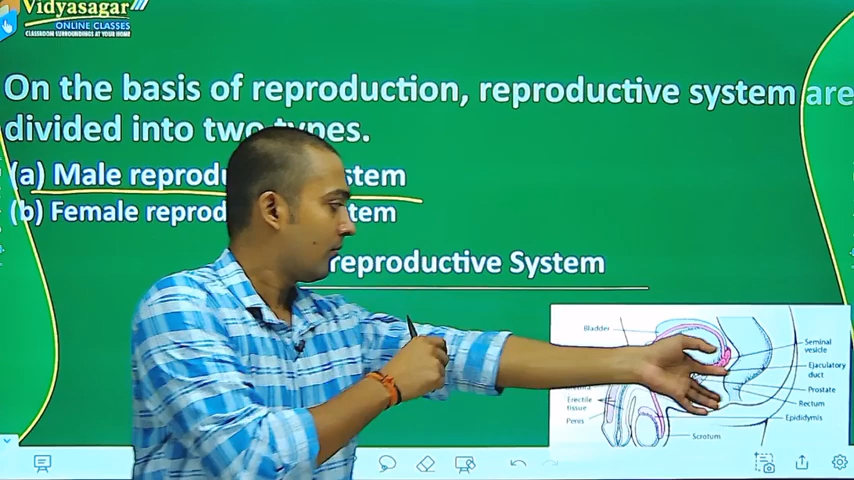 Vidyasagar
ONLINE CLASSES
CLASSROOM SURROUNDINGS AT YOUR HOME
On the basis of reproduction, reproductive system are
divided into two types.
(a) Male reprodu stem
(b) Female reprod tem
reproductive System
Bladder
Seminal
vesicle
Ejaculatory
duct
Prostate
Rectum
Epididymis
Erectile
tissue
Penis
Scrotum